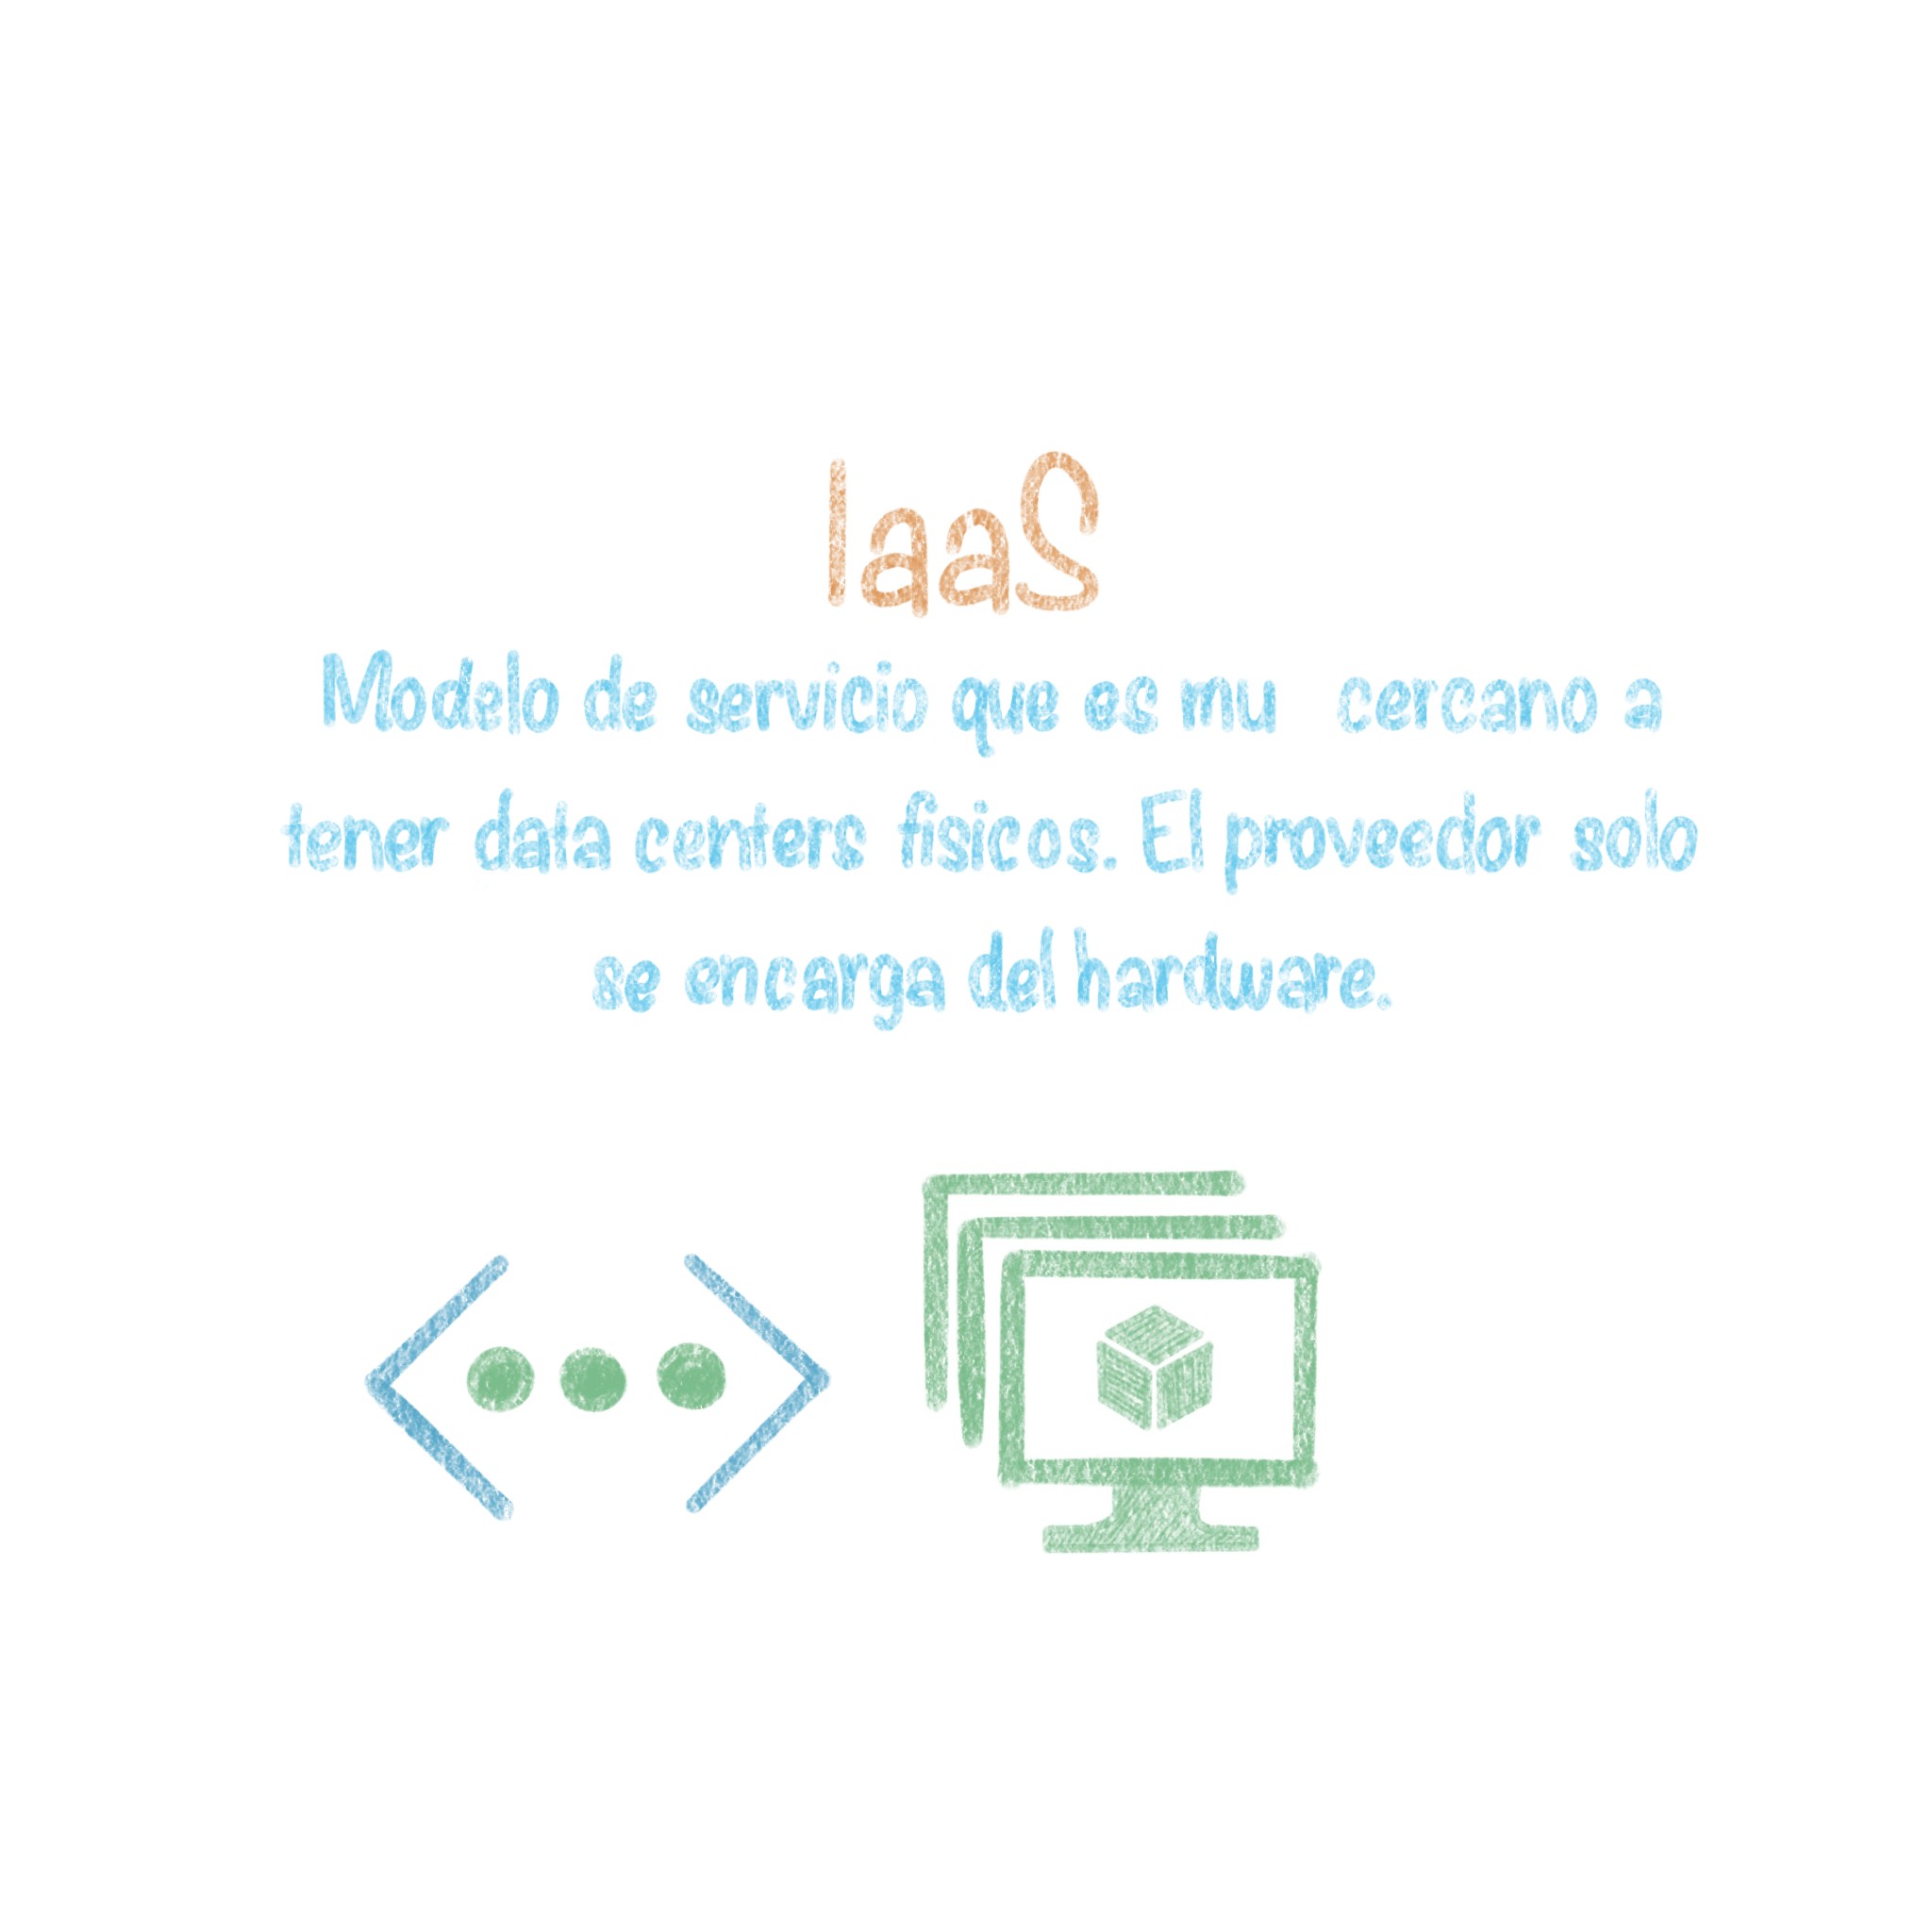 IaaS
Modelo de servicio que es mu cercano a
tener data centers fisicos. El proveedor solo
se encarga del hardware.